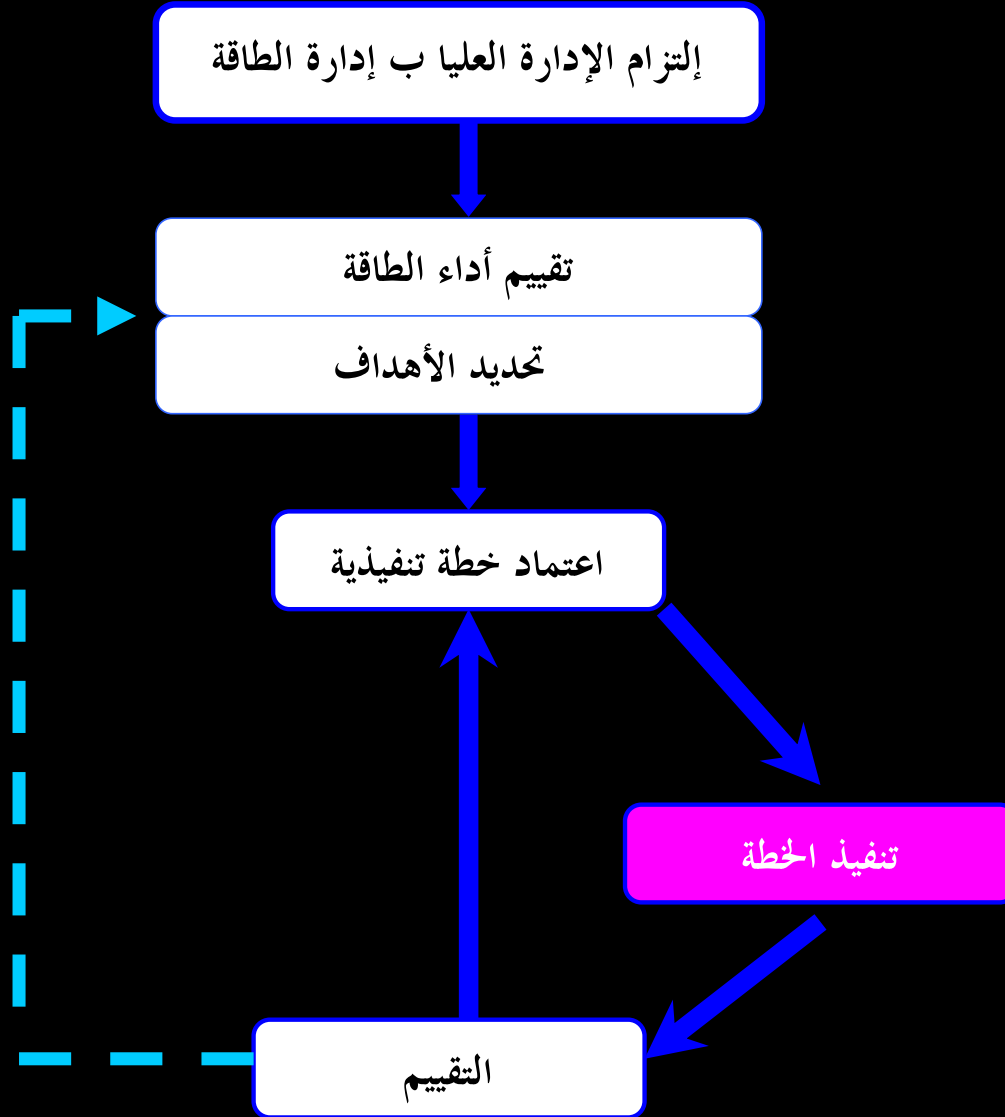 إلتزام الإدارة العليا ب إدارة الطاقة
تقييم أداء الطاقة
تحديد الأهداف
اعتماد خطة تنفيذية
تنفيذ الخطة
التقييم